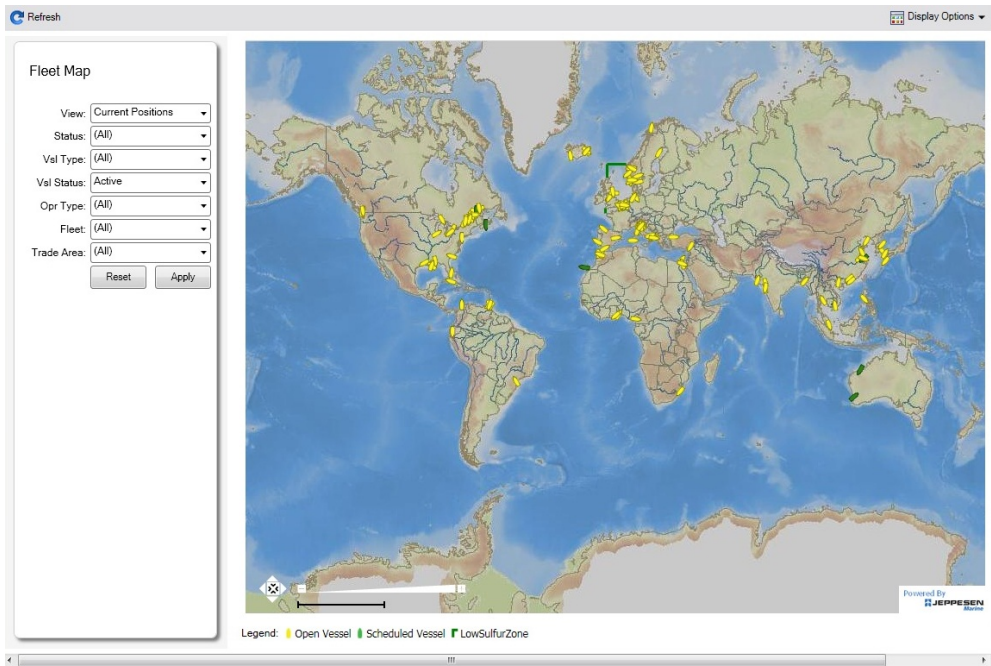 Refresh
Display Options
Fleet Map
View: Current Positions
Status: (All)
Vsl Type: (All)
Vsl Status: Active
Opr Type: (All)
Fleet: (All)
Trade Area: (All)
Reset Apply
Powered By
JEPPESEN
Marine
Legend: Open Vessel Scheduled Vessel LowSulfurZone